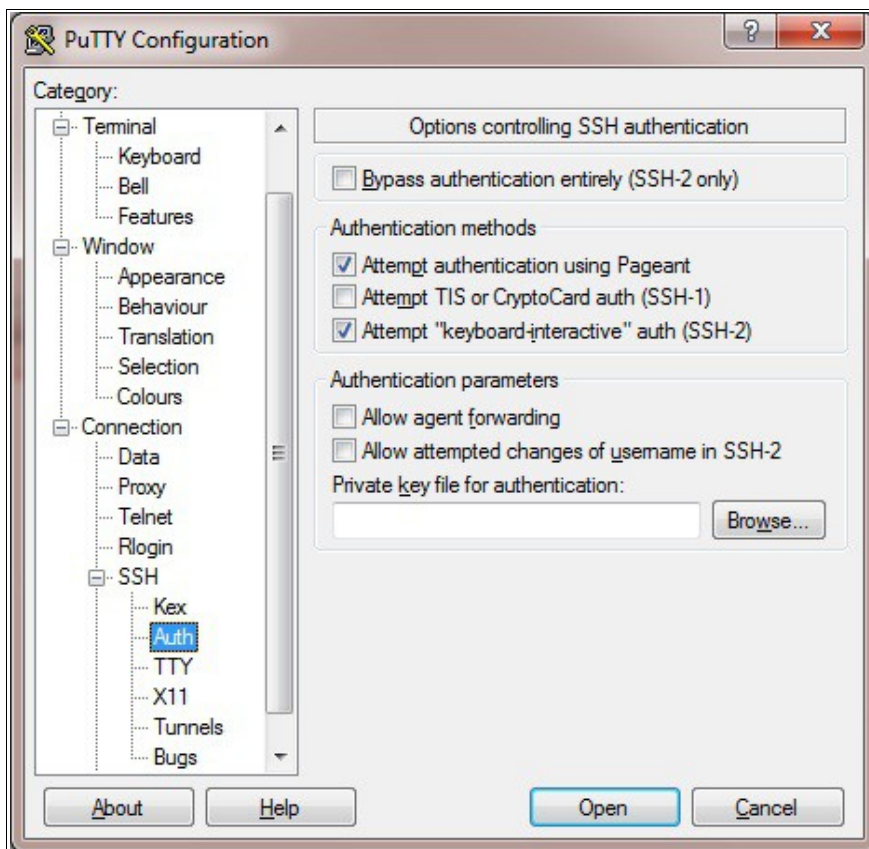 PuTTY Configuration
Category:
Terminal
Keyboard
Bell
Features
Window
Appearance
Behaviour
Translation
Selection
Colours
Connection
Data
Proxy
Telnet
Rlogin
SSH
Kex
Auth
TTY
X11
Tunnels
Bugs
Options controlling SSH authentication
Bypass authentication entirely (SSH-2 only)
Authentication methods
Attempt authentication using Pageant
Attempt TIS or CryptoCard auth (SSH-1)
Attempt "keyboard-interactive" auth (SSH-2)
Authentication parameters
Allow agent forwarding
Allow attempted changes of username in SSH-2
Private key file for authentication:
Browse...
About
Help
Open
Cancel